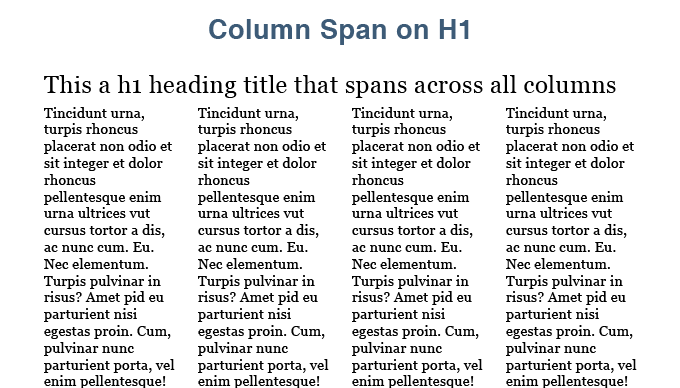 Column Span on H1
This a h1 heading title that spans across all columns
Tincidunt urna,
turpis rhoncus
placerat non odio et
sit integer et dolor
rhoncus
pellentesque enim
urna ultrices vut
cursus tortor a dis,
ac nunc cum. Eu.
Nec elementum.
Turpis pulvinar in
risus? Amet pid eu
parturient nisi
egestas proin. Cum,
pulvinar nunc
parturient porta, vel
enim pellentesque!
Tincidunt urna,
turpis rhoncus
placerat non odio et
sit integer et dolor
rhoncus
pellentesque enim
urna ultrices vut
cursus tortor a dis,
ac nunc cum. Eu.
Nec elementum.
Turpis pulvinar in
risus? Amet pid eu
parturient nisi
egestas proin. Cum,
pulvinar nunc
parturient porta, vel
enim pellentesque!
Tincidunt urna,
turpis rhoncus
placerat non odio et
sit integer et dolor
rhoncus
pellentesque enim
urna ultrices vut
cursus tortor a dis,
ac nunc cum. Eu.
Nec elementum.
Turpis pulvinar in
risus? Amet pid eu
parturient nisi
egestas proin. Cum,
pulvinar nunc
parturient porta, vel
enim pellentesque!
Tincidunt urna,
turpis rhoncus
placerat non odio et
sit integer et dolor
rhoncus
pellentesque enim
urna ultrices vut
cursus tortor a dis,
ac nunc cum. Eu.
Nec elementum.
Turpis pulvinar in
risus? Amet pid eu
parturient nisi
egestas proin. Cum,
pulvinar nunc
parturient porta, vel
enim pellentesque!